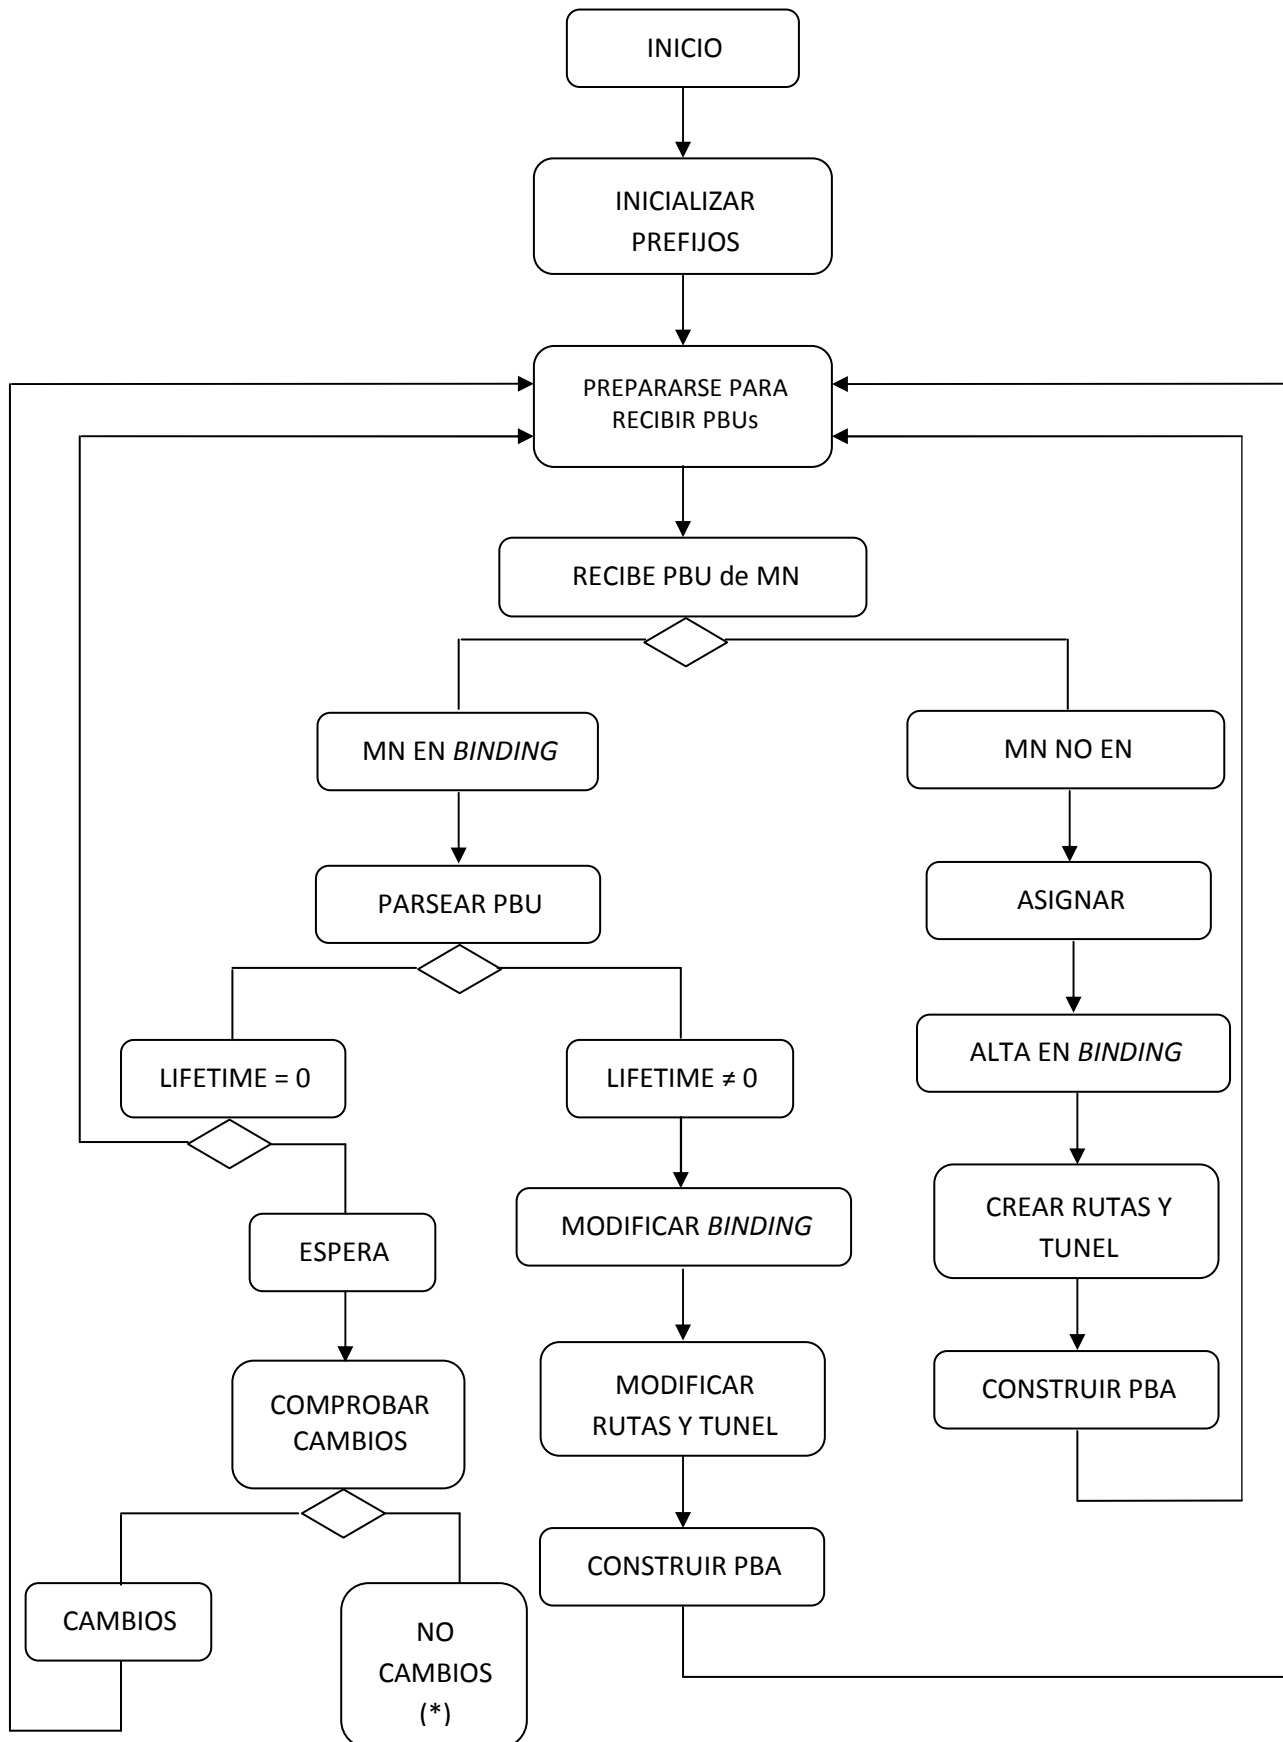 INICIO
INICIALIZAR
PREFIJOS
PREPARARSE PARA
RECIBIR PBUs
RECIBE PBU de MN
MN EN BINDING
MN NO EN
PARSEAR PBU
ASIGNAR
LIFETIME = 0
LIFETIME ≠ 0
ALTA EN BINDING
ESPERA
MODIFICAR BINDING
CREAR RUTAS Y
TUNEL
COMPROBAR
CAMBIOS
MODIFICAR
RUTAS Y TUNEL
CONSTRUIR PBA
CONSTRUIR PBA
CAMBIOS
NO
CAMBIOS
(*)